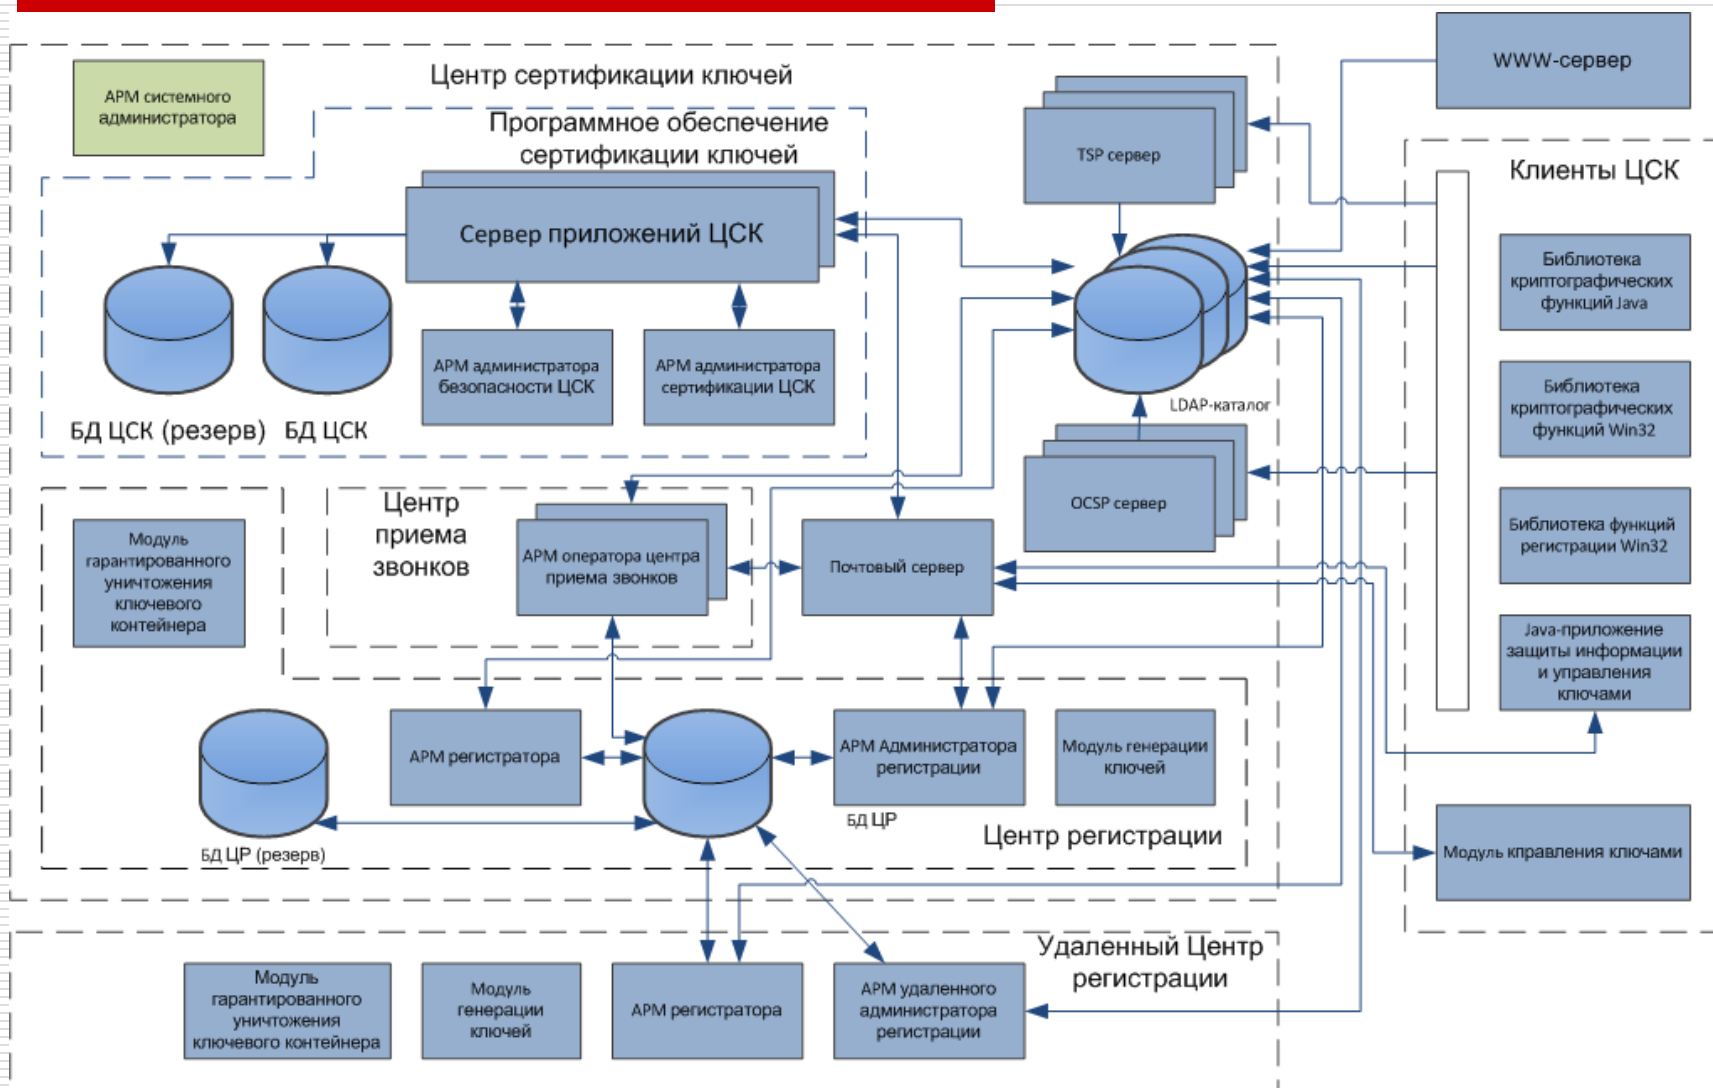 WWW-сервер
Центр сертификации ключей
АРМ системного
администратора
Программное обеспечение
сертификации ключей
TSP сервер
Клиенты ЦСК
Сервер приложений ЦСК
Библиотека
криптографических
функций Java
АРМ администратора
безопасности ЦСК
АРМ администратора
сертификации ЦСК
LDAP-каталог
Библиотека
криптографических
функций Win32
БД ЦСК (резерв)
БД ЦСК
Центр
приема
звонков
OCSP сервер
Библиотека функций
регистрации Win32
Модуль
гарантированного
уничтожения
ключевого
контейнера
АРМ оператора центра
приема звонков
Почтовый сервер
Java-приложение
защиты информации
и управления
ключами
АРМ регистратора
АРМ Администратора
регистрации
Модуль генерации
ключей
БД ЦР
Центр регистрации
БД ЦР (резерв)
Модуль кправления ключами
Удаленный Центр
регистрации
Модуль
гарантированного
уничтожения
ключевого контейнера
Модуль
генерации
ключей
АРМ регистратора
АРМ удаленного
администратора
регистрации